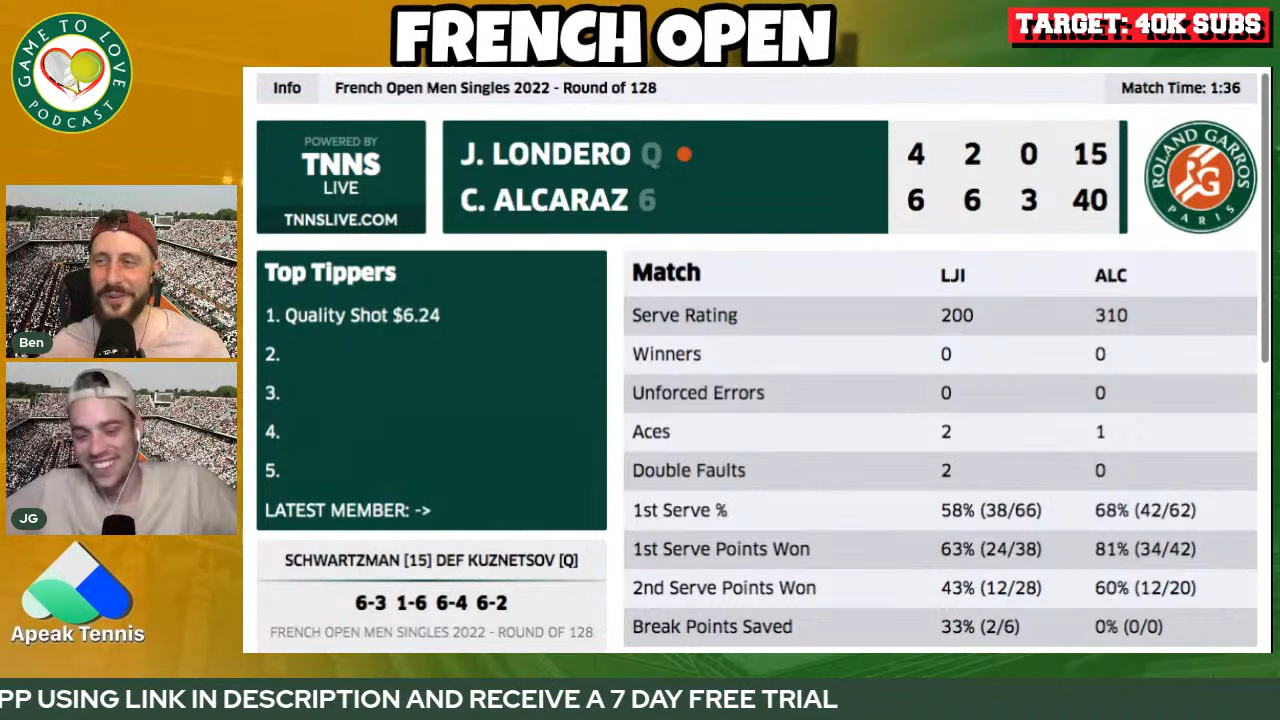 GAME TO LOVE
PODCAST
FRENCH OPEN
TARGET: 40K SUBS
Info French Open Men Singles 2022 - Round of 128 Match Time: 1:36
POWERED BY
TNNS
LIVE
TNNSLIVE.COM
J. LONDERO Q 4 2 0 15
C. ALCARAZ 6 6 6 3 40
ROLAND GARROS
RG
PARIS
Top Tippers
1. Quality Shot $6.24
2.
3.
4.
5.
LATEST MEMBER: ->
SCHWARTZMAN [15] DEF KUZNETSOV [Q]
6-3 1-6 6-4 6-2
FRENCH OPEN MEN SINGLES 2022 - ROUND OF 128
Match LJI ALC
Serve Rating 200 310
Winners 0 0
Unforced Errors 0 0
Aces 2 1
Double Faults 2 0
1st Serve % 58% (38/66) 68% (42/62)
1st Serve Points Won 63% (24/38) 81% (34/42)
2nd Serve Points Won 43% (12/28) 60% (12/20)
Break Points Saved 33% (2/6) 0% (0/0)
Ben
JG
Apeak Tennis
PP USING LINK IN DESCRIPTION AND RECEIVE A 7 DAY FREE TRIAL